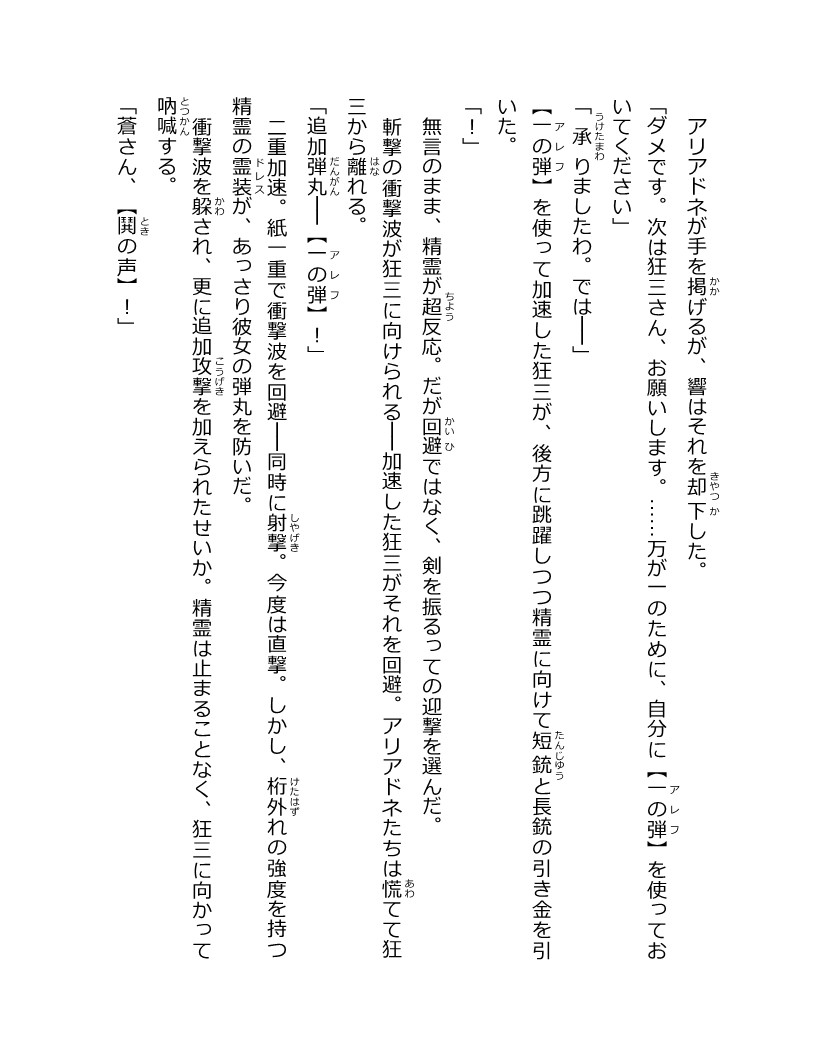 アリアドネが手を掲げるが、響はそれを却下した。
「ダメです。次は狂三さん、お願いします。……万が一のために、自分に【一の弾】を使ってお
いてください」
「承りましたわ。では――」
【一の弾】を使って加速した狂三が、後方に跳躍しつつ精霊に向けて短銃と長銃の引き金を引
いた。
「！」
無言のまま、精霊が超反応。だが回避ではなく、剣を振るっての迎撃を選んだ。
斬撃の衝撃波が狂三に向けられる――加速した狂三がそれを回避。アリアドネたちは慌てて狂
三から離れる。
「追加弾丸――【一の弾】！」
二重加速。紙一重で衝撃波を回避――同時に射撃。今度は直撃。しかし、桁外れの強度を持つ
精霊の霊装が、あっさり彼女の弾丸を防いだ。
衝撃波を躱され、更に追加攻撃を加えられたせいか。精霊は止まることなく、狂三に向かって
吶喊する。
「蒼さん、【鬨の声】！」